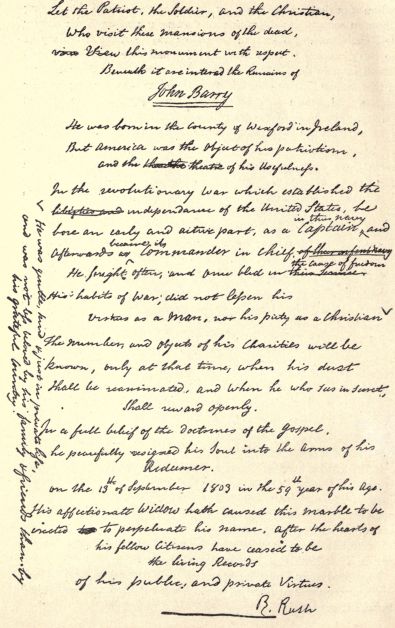 Let the Patriot, the Soldier, and the Christian,
Who visit these mansions of the dead,
View this monument with respect.
Beneath it are interred the Remains of
John Barry
He was born in the County of Wexford in Ireland,
But America was the Object of his patriotism,
and the theatre of his Usefulness.
In the revolutionary War which established the
liberties and independance of the United States, he
bore an early and active part, as a Captain in their navy and
afterwards became its Commander in Chief,
He fought often, and once bled in the cause of freedom
His habits of War, did not lessen his
virtues as a Man, nor his piety as a Christian
He was gentle, kind and just in private life,
and was not less beloved by his family & friends than by
his grateful Country.
The number, and objects of his Charities will be
known, only at that time, when his dust
Shall be reanimated, and when he who sees in Secret,
Shall reward openly.
In a full belief of the doctrines of the Gospel,
he peacefully resigned his Soul into the arms of his
Redeemer.
on the 13th of September 1803 in the 59th year of his Age.
His affectionate Widow hath caused this marble to be
erected to perpetuate his name, after the hearts of
his fellow Citizens have ceased to be
the living Records
of his public, and private Virtues.
B. Rush